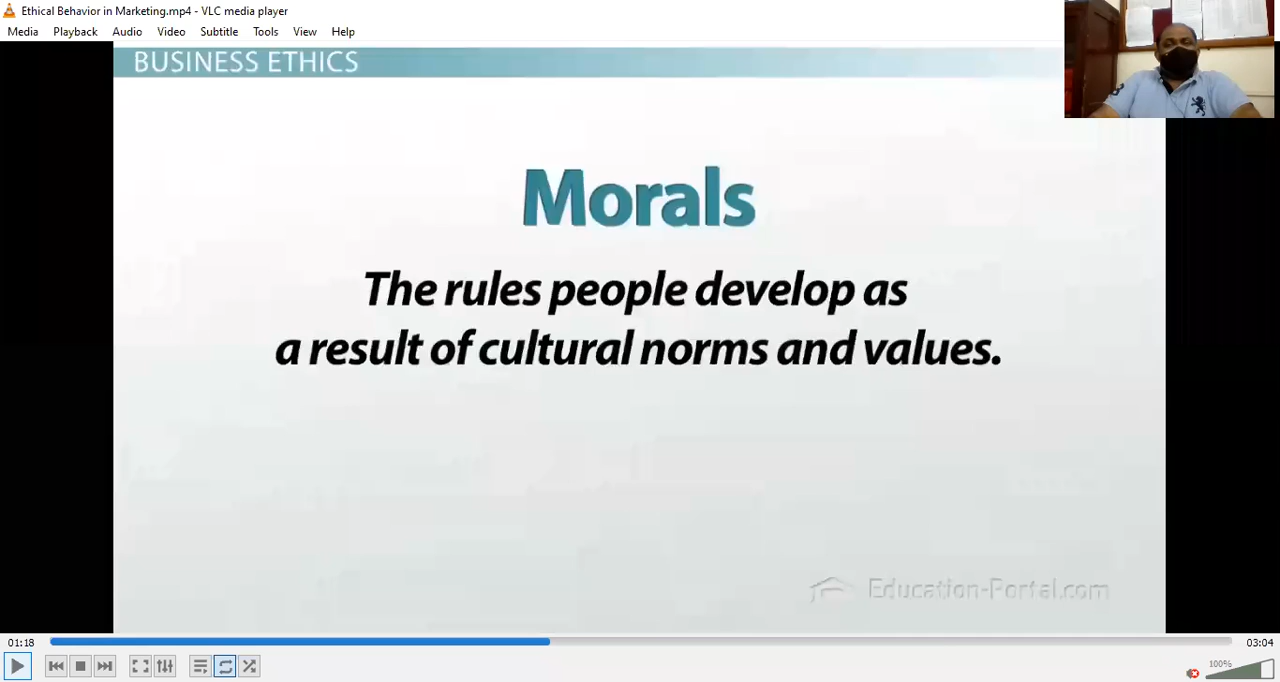 Ethical Behavior in Marketing.mp4 - VLC media player
Media Playback Audio Video Subtitle Tools View Help
BUSINESS ETHICS
Morals
The rules people develop as
a result of cultural norms and values.
Education-Portal.com
01:18 03:04
100%